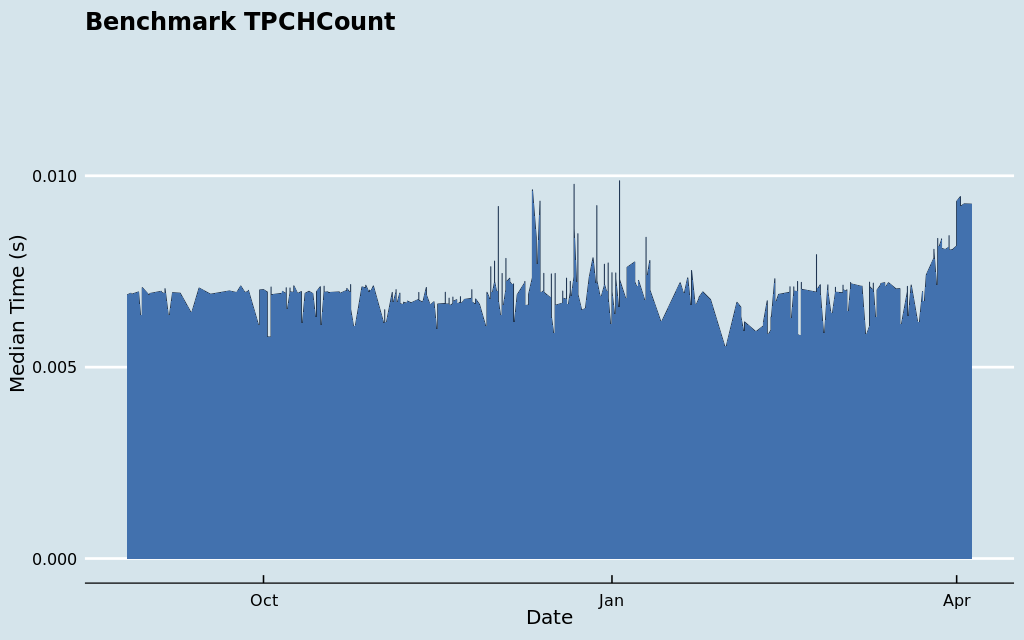 Benchmark TPCHCount
0.010
0.005
0.000
Median Time (s)
Oct
Jan
Apr
Date